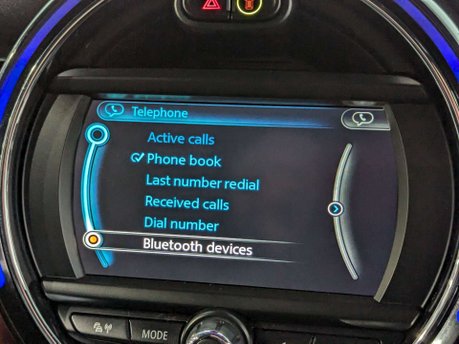 Telephone
Active calls
Phone book
Last number redial
Received calls
Dial number
Bluetooth devices
MODE